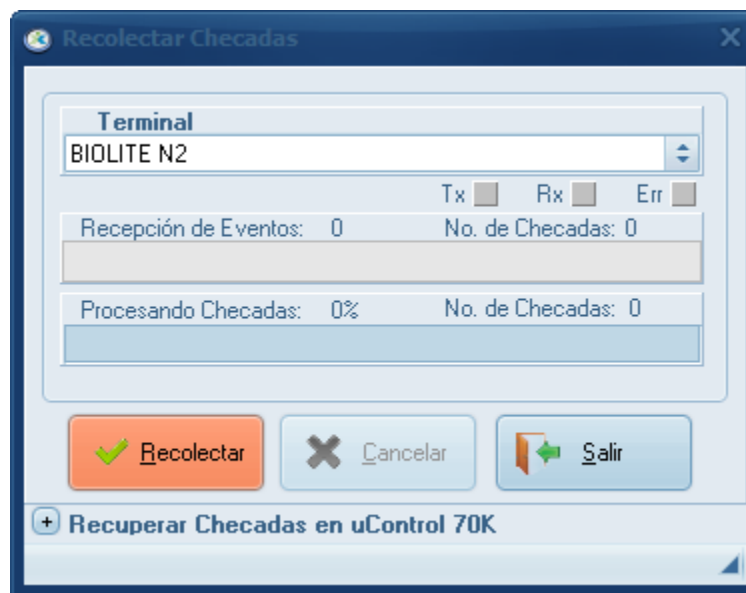 Recolectar Checadas
Terminal
BIOLITE N2
Tx Rx Err
Recepción de Eventos: 0 No. de Checadas: 0
Procesando Checadas: 0% No. de Checadas: 0
Recolectar Cancelar Salir
Recuperar Checadas en uControl 70K